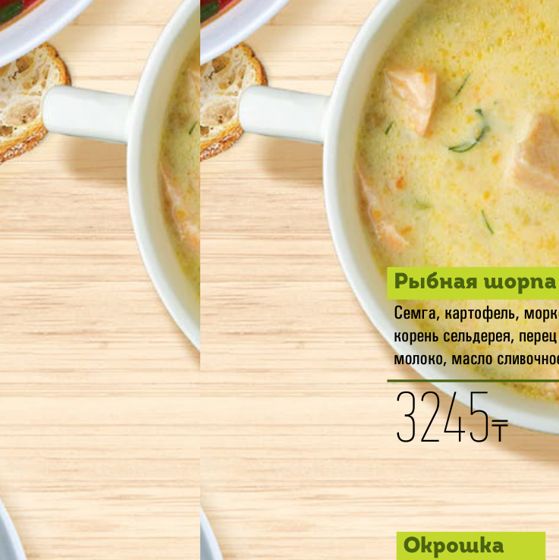 Рыбная шорпа
Семга, картофель, морк
корень сельдерея, перец
молоко, масло сливочно
3245₸
Окрошка